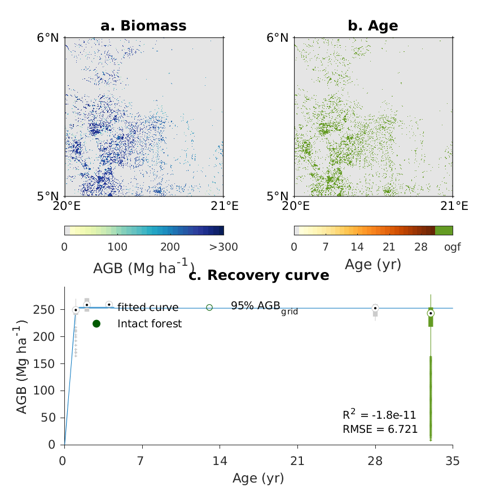 a. Biomass
b. Age
6°N
5°N
20°E
21°E
6°N
5°N
20°E
21°E
0 100 200 >300
AGB (Mg ha-1)
0 7 14 21 28 ogf
Age (yr)
c. Recovery curve
AGB (Mg ha-1)
250
200
150
100
50
0
fitted curve
95% AGBgrid
Intact forest
R2 = -1.8e-11
RMSE = 6.721
0 7 14 21 28 35
Age (yr)